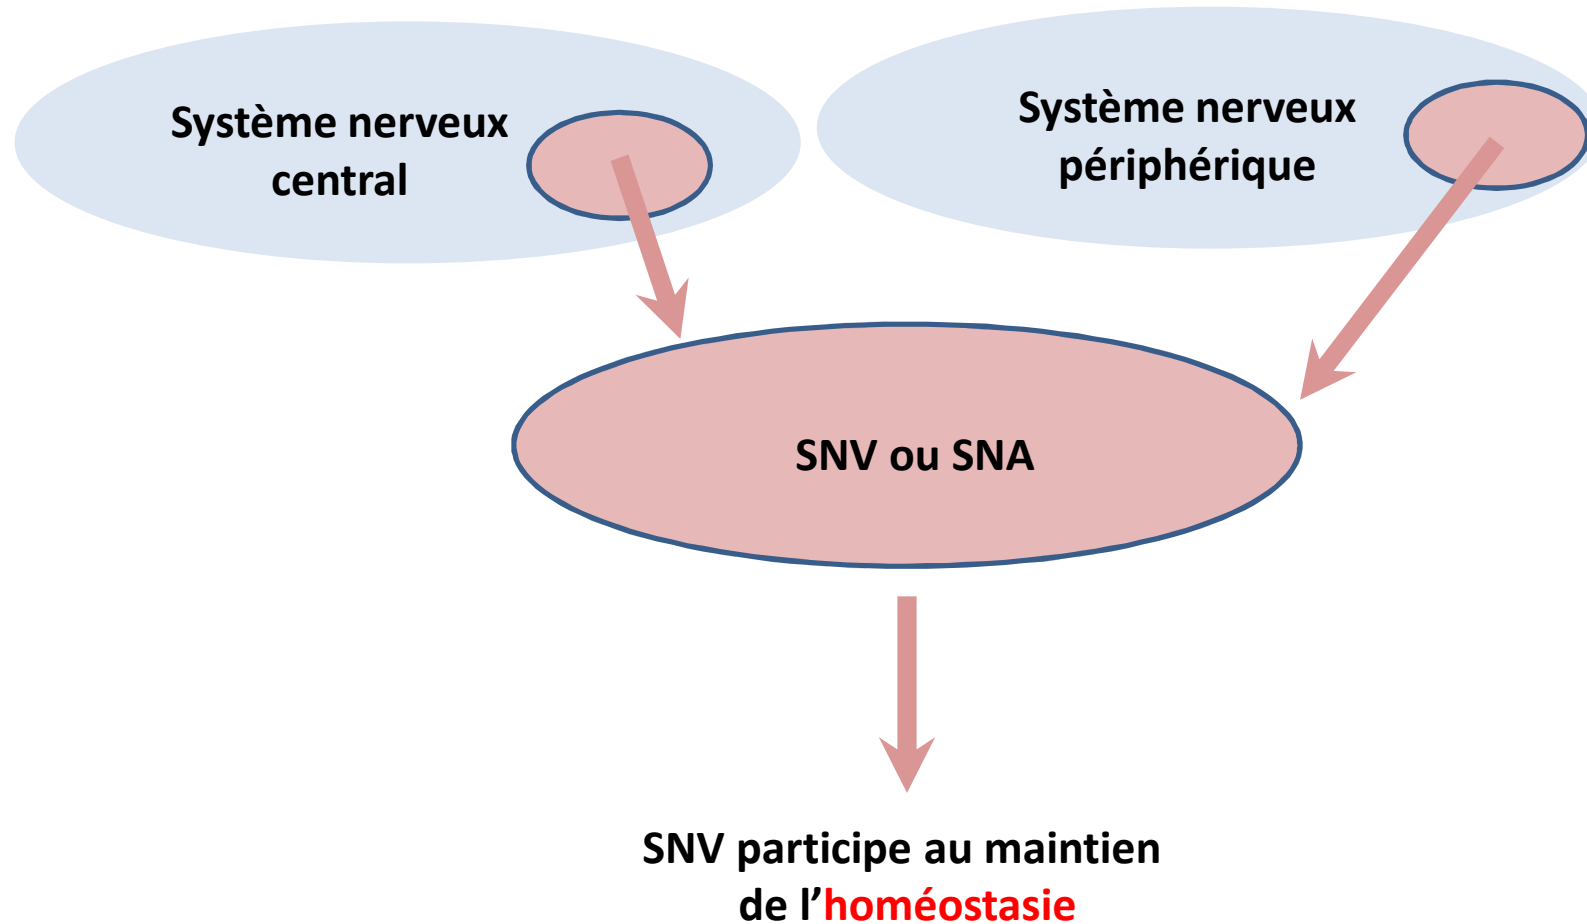 Système nerveux
central
Système nerveux
périphérique
SNV ou SNA
SNV participe au maintien
de l’homéostasie